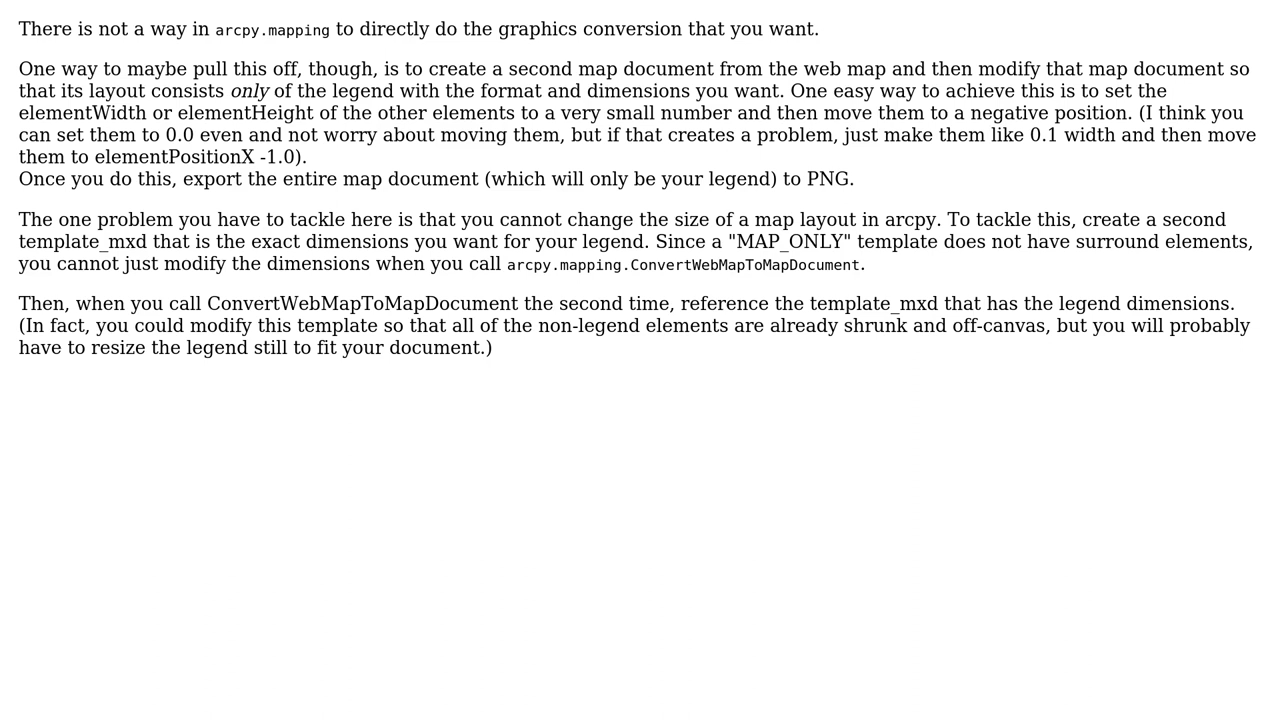 There is not a way in arcpy.mapping to directly do the graphics conversion that you want.
One way to maybe pull this off, though, is to create a second map document from the web map and then modify that map document so
that its layout consists only of the legend with the format and dimensions you want. One easy way to achieve this is to set the
elementWidth or elementHeight of the other elements to a very small number and then move them to a negative position. (I think you
can set them to 0.0 even and not worry about moving them, but if that creates a problem, just make them like 0.1 width and then move
them to elementPositionX -1.0).
Once you do this, export the entire map document (which will only be your legend) to PNG.
The one problem you have to tackle here is that you cannot change the size of a map layout in arcpy. To tackle this, create a second
template_mxd that is the exact dimensions you want for your legend. Since a "MAP_ONLY" template does not have surround elements,
you cannot just modify the dimensions when you call arcpy.mapping.ConvertWebMapToMapDocument.
Then, when you call ConvertWebMapToMapDocument the second time, reference the template_mxd that has the legend dimensions.
(In fact, you could modify this template so that all of the non-legend elements are already shrunk and off-canvas, but you will probably
have to resize the legend still to fit your document.)